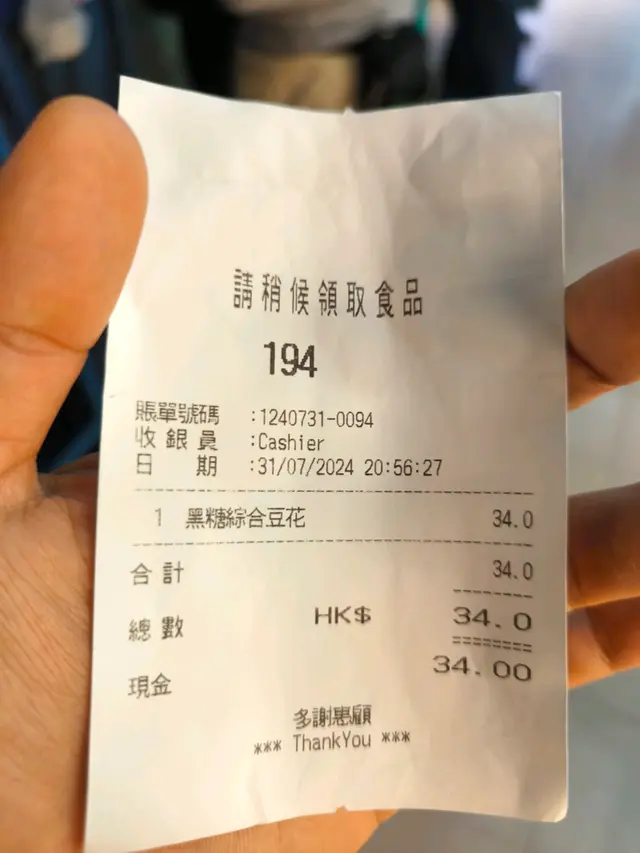 請稍候領取食品
194
賬單號碼 :1240731-0094
收銀員 :Cashier
日 期 :31/07/2024 20:56:27
1 黑糖綜合豆花 34.0
合計 34.0
總數 HK$ 34.0
現金 34.00
多謝惠顧
*** ThankYou ***